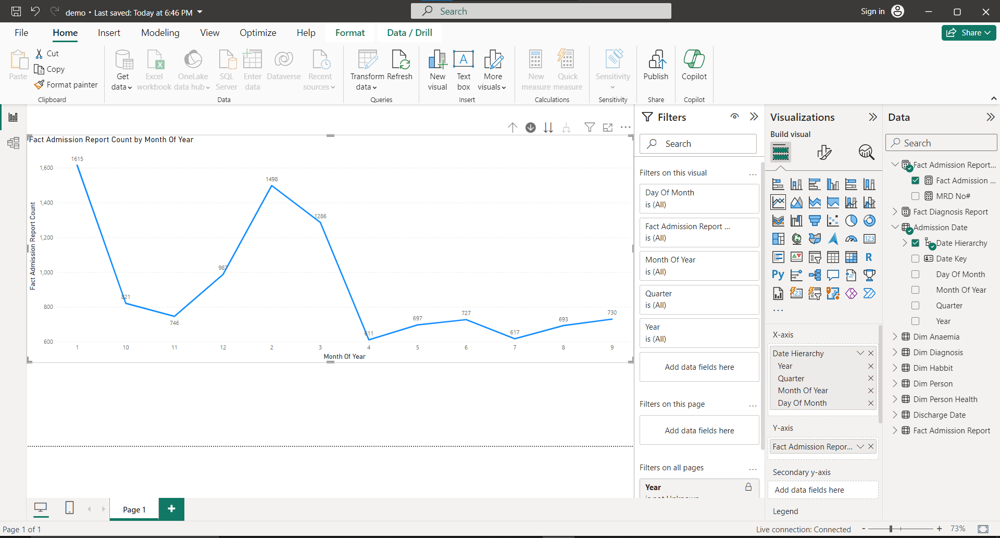 demo • Last saved: Today at 6:46 PM
Search
Sign in
File
Home
Insert
Modeling
View
Optimize
Help
Format
Data / Drill
Share
Paste
Cut
Copy
Format painter
Clipboard
Get data
Excel workbook
OneLake data hub
SQL Server
Enter data
Dataverse
Recent sources
Data
Transform data
Refresh
Queries
New visual
A
Text box
More visuals
Insert
New measure
Quick measure
Calculations
Sensitivity
Sensitivity
Publish
Share
Copilot
Copilot
Fact Admission Report Count by Month Of Year
Fact Admission Report Count
1,600
1,400
1,200
1,000
800
600
1615
821
746
987
1498
1286
611
697
727
617
693
730
1
10
11
12
2
3
4
5
6
7
8
9
Month Of Year
Filters
Search
Filters on this visual
...
Day Of Month
is (All)
Fact Admission Report ...
is (All)
Month Of Year
is (All)
Quarter
is (All)
Year
is (All)
Add data fields here
Filters on this page
...
Add data fields here
Filters on all pages
...
Year
is not Unknown
Visualizations
Build visual
123
R
Py
123
...
X-axis
Date Hierarchy
Year
Quarter
Month Of Year
Day Of Month
Y-axis
Fact Admission Repor...
Secondary y-axis
Add data fields here
Legend
Data
Search
Fact Admission Report...
Fact Admission ...
MRD No#
Fact Diagnosis Report
Admission Date
Date Hierarchy
Date Key
Day Of Month
Month Of Year
Quarter
Year
Dim Anaemia
Dim Diagnosis
Dim Habbit
Dim Person
Dim Person Health
Discharge Date
Fact Admission Report
Page 1
+
Page 1 of 1
Live connection: Connected
- + 73%